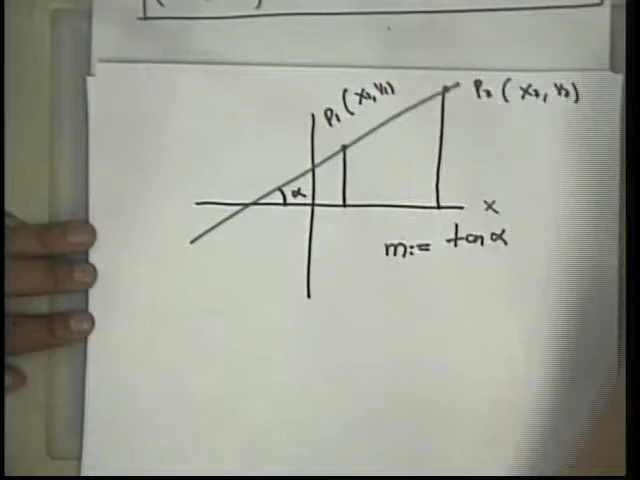 P₁ (x₁, y₁)
P₂ (x₂, y₂)
α
x
m := tan α